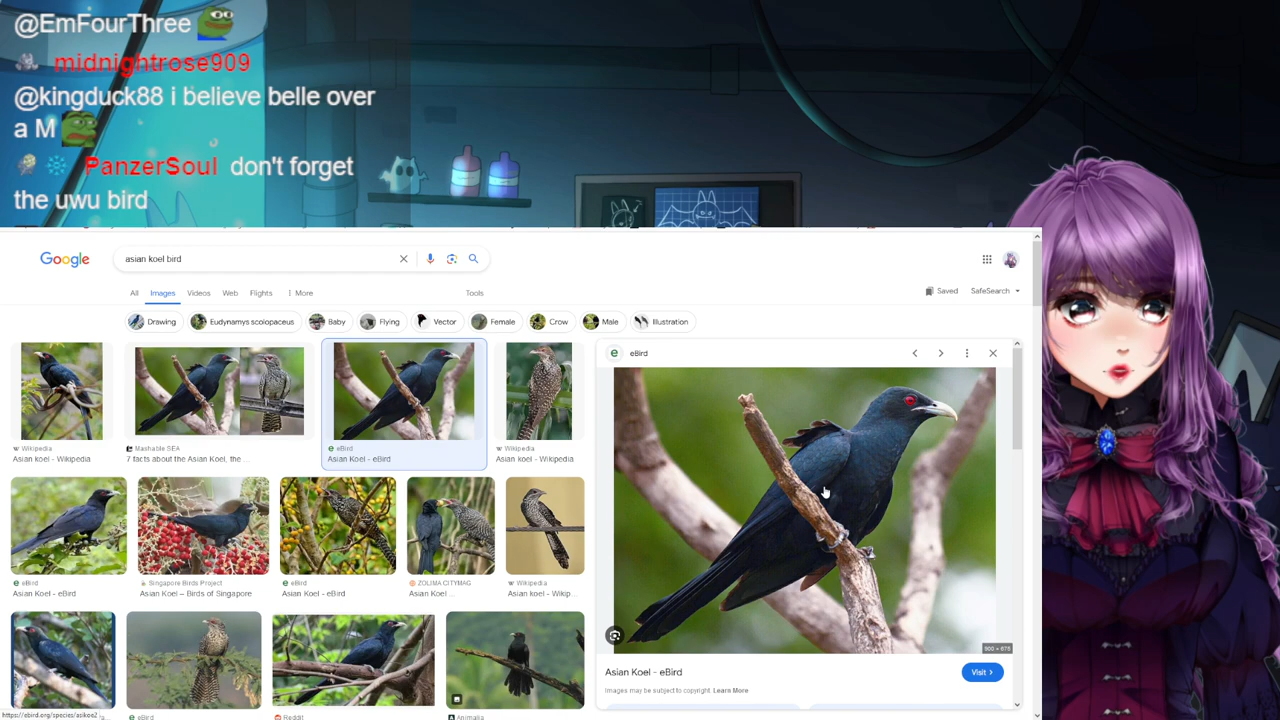 @EmFourThree
midnightrose909
@kingduck88 i believe belle over
a M
PanzerSoul don't forget
the uwu bird
Google
asian koel bird
All Images Videos Web Flights More Tools
Saved SafeSearch
Drawing Eudynamys scolopaceus Baby Flying Vector Female Crow Male Illustration
eBird
Wikipedia Mashable SEA eBird Wikipedia
Asian koel - Wikipedia 7 facts about the Asian Koel, the ... Asian Koel - eBird Asian koel - Wikipedia
eBird Singapore Birds Project eBird ZOLIMA CITYMAG Wikipedia
Asian Koel - eBird Asian Koel – Birds of Singapore Asian Koel - eBird Asian Koel ... Asian koel - Wikip...
900 × 675
Asian Koel - eBird
Visit
Images may be subject to copyright. Learn More
https://ebird.org/species/asikoe2
eBird Reddit Animalia